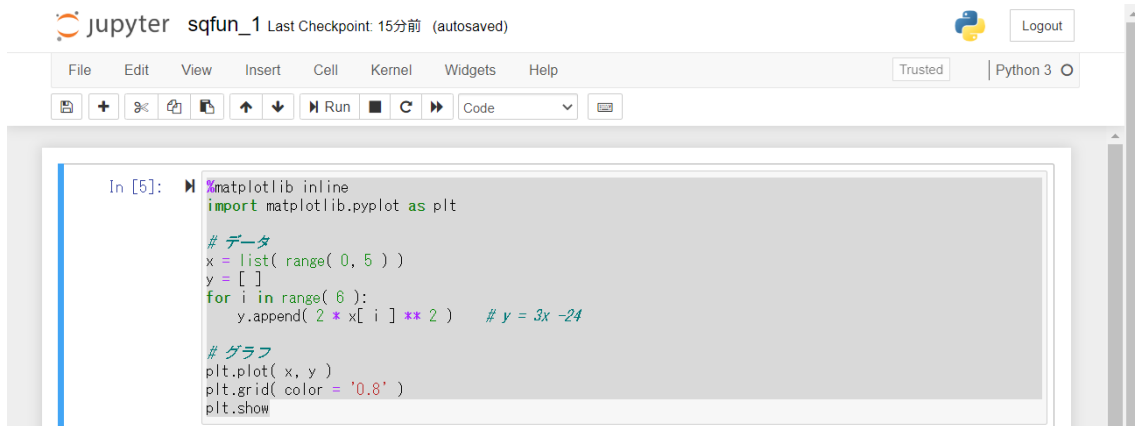 jupyter sqfun_1 Last Checkpoint: 15分前 (autosaved)
Logout
File Edit View Insert Cell Kernel Widgets Help
Trusted
Python 3
Run
Code
In [5]:
%matplotlib inline
import matplotlib.pyplot as plt
# データ
x = list( range( 0, 5 ) )
y = [ ]
for i in range( 6 ):
    y.append( 2 * x[ i ] ** 2 )    # y = 3x -24
# グラフ
plt.plot( x, y )
plt.grid( color = '0.8' )
plt.show